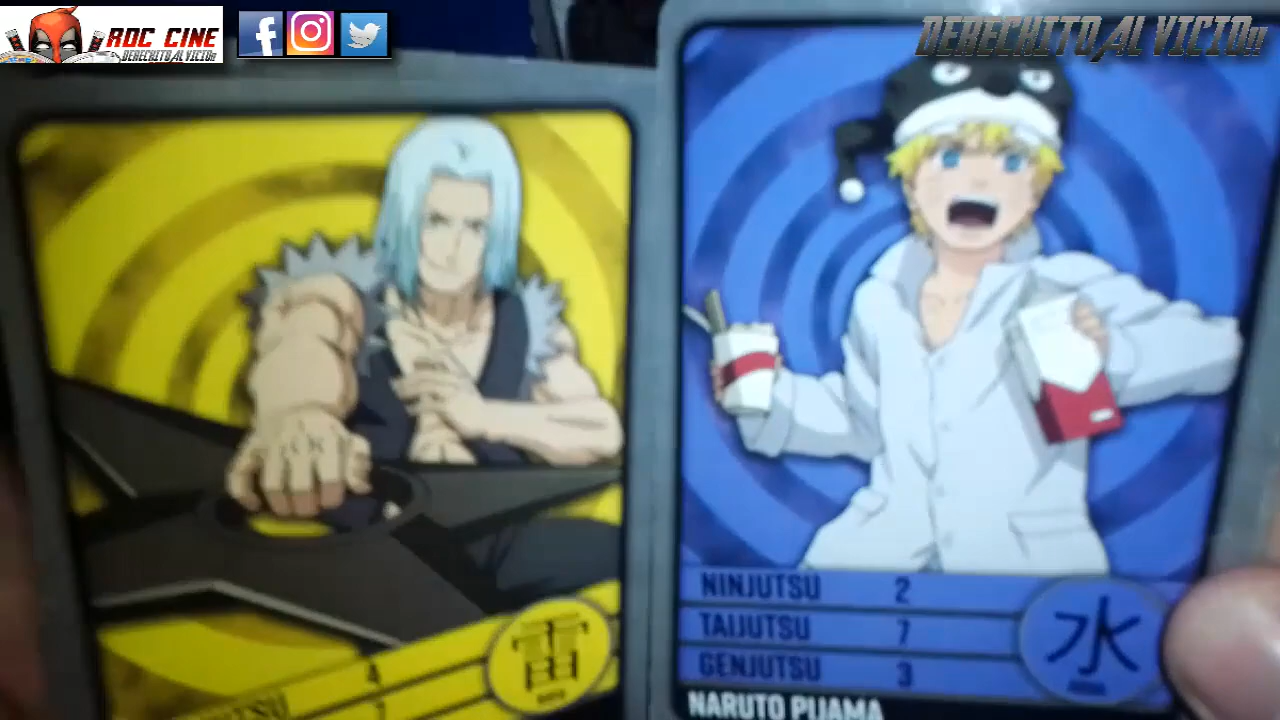 ROC CINE
DERECHITO AL VICIO!!
DERECHITO AL VICIO!!
4
7
雷
NINJUTSU 2
TAIJUTSU 7
GENJUTSU 3
水
NARUTO PIJAMA